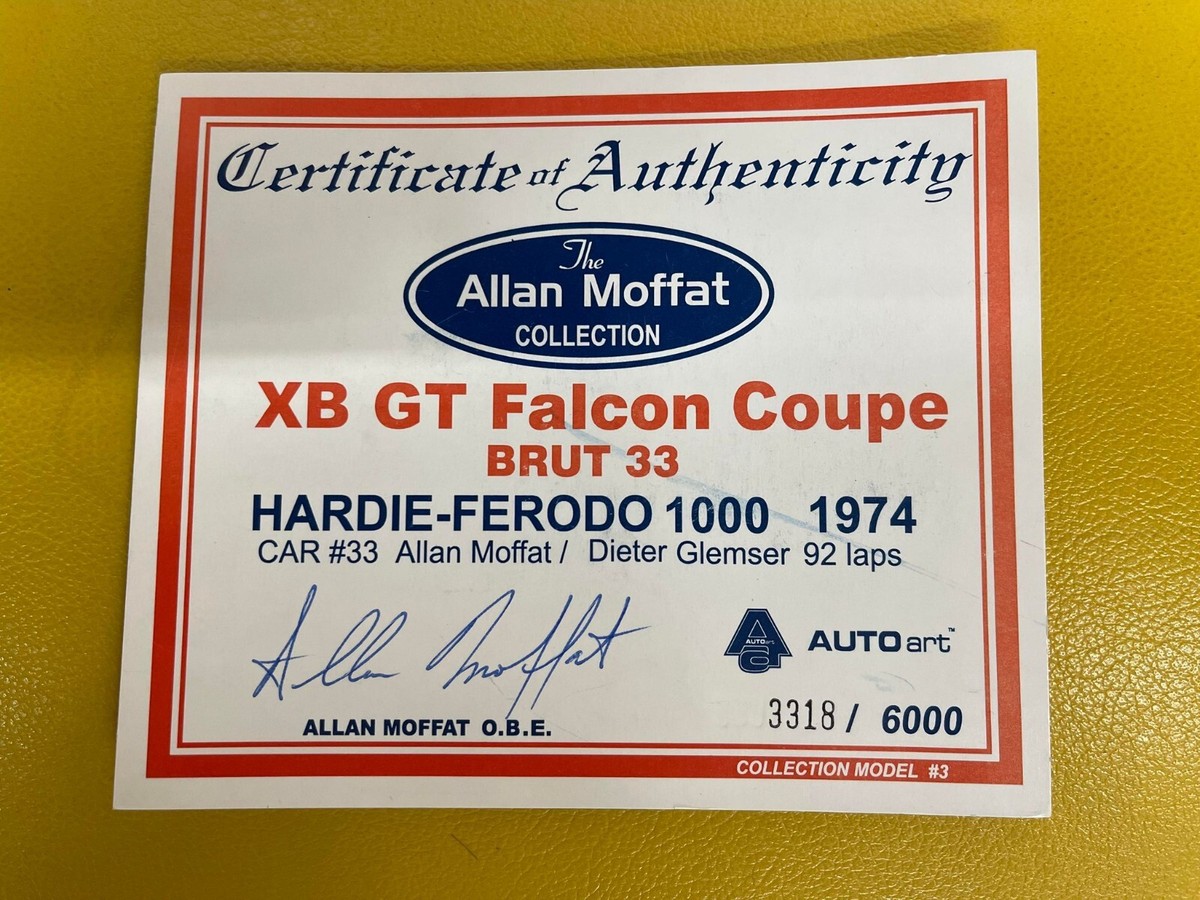 Certificate of Authenticity
The
Allan Moffat
COLLECTION
XB GT Falcon Coupe
BRUT 33
HARDIE-FERODO 1000 1974
CAR #33 Allan Moffat / Dieter Glemser 92 laps
Allan Moffat
AUTOart
AUTOart™
ALLAN MOFFAT O.B.E.
3318 / 6000
COLLECTION MODEL #3